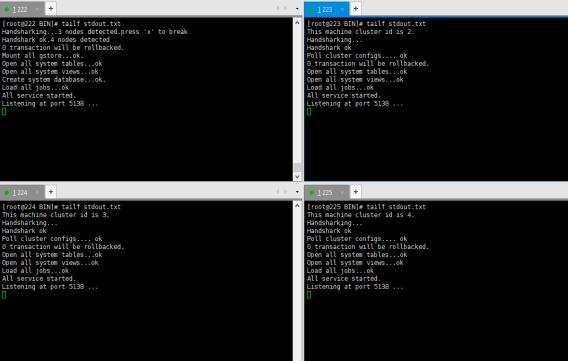 1 222
[root@222 BIN]# tailf stdout.txt
Handsharking...3 nodes detected,press 'x' to break
Handshark ok,4 nodes detected
0 transaction will be rollbacked.
Mount all gstore...ok.
Open all system tables...ok
Open all system views...ok
Create system database...ok.
Load all jobs...ok
All service started.
Listening at port 5138 ...
1 223
[root@223 BIN]# tailf stdout.txt
This machine cluster id is 2.
Handsharking...
Handshark ok
Poll cluster configs.... ok
0 transaction will be rollbacked.
Open all system tables...ok
Open all system views...ok
Load all jobs...ok
All service started.
Listening at port 5138 ...
1 224
[root@224 BIN]# tailf stdout.txt
This machine cluster id is 3.
Handsharking...
Handshark ok
Poll cluster configs.... ok
0 transaction will be rollbacked.
Open all system tables...ok
Open all system views...ok
Load all jobs...ok
All service started.
Listening at port 5138 ...
1 225
[root@225 BIN]# tailf stdout.txt
This machine cluster id is 4.
Handsharking...
Handshark ok
Poll cluster configs.... ok
0 transaction will be rollbacked.
Open all system tables...ok
Open all system views...ok
Load all jobs...ok
All service started.
Listening at port 5138 ...